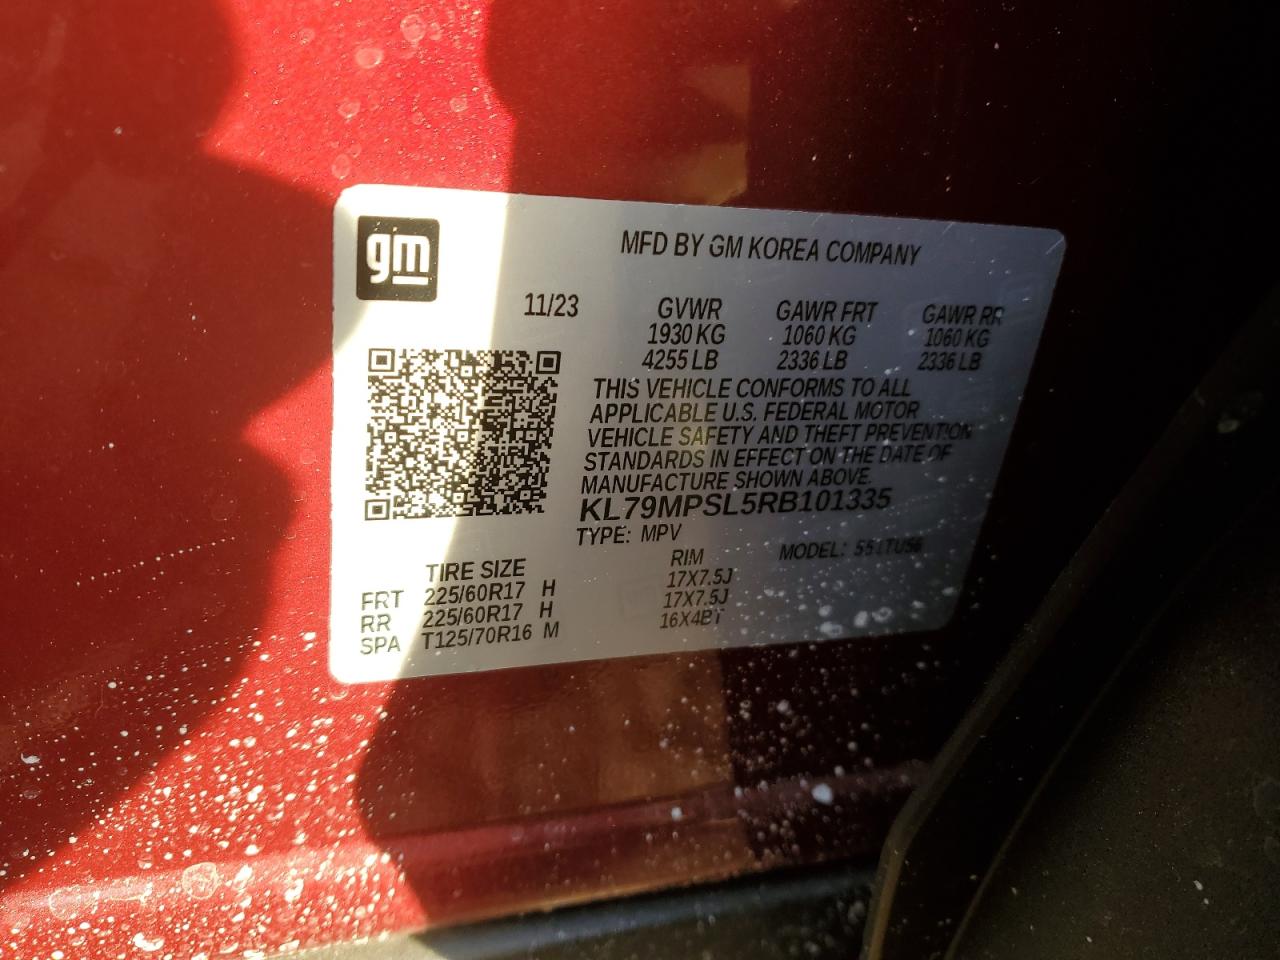 gm
MFD BY GM KOREA COMPANY
11/23 GVWR GAWR FRT GAWR RR
1930 KG 1060 KG 1060 KG
4255 LB 2336 LB 2336 LB
THIS VEHICLE CONFORMS TO ALL
APPLICABLE U.S. FEDERAL MOTOR
VEHICLE SAFETY AND THEFT PREVENTION
STANDARDS IN EFFECT ON THE DATE OF
MANUFACTURE SHOWN ABOVE.
KL79MPSL5RB101335
TYPE: MPV MODEL:
TIRE SIZE RIM
FRT 225/60R17 H 17X7.5J
RR 225/60R17 H 17X7.5J
SPA T125/70R16 M 16X4BT